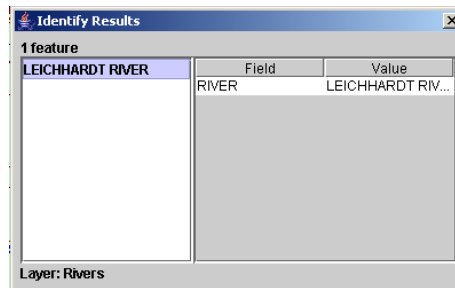 Identify Results
1 feature
LEICHHARDT RIVER
Field Value
RIVER LEICHHARDT RIV...
Layer: Rivers